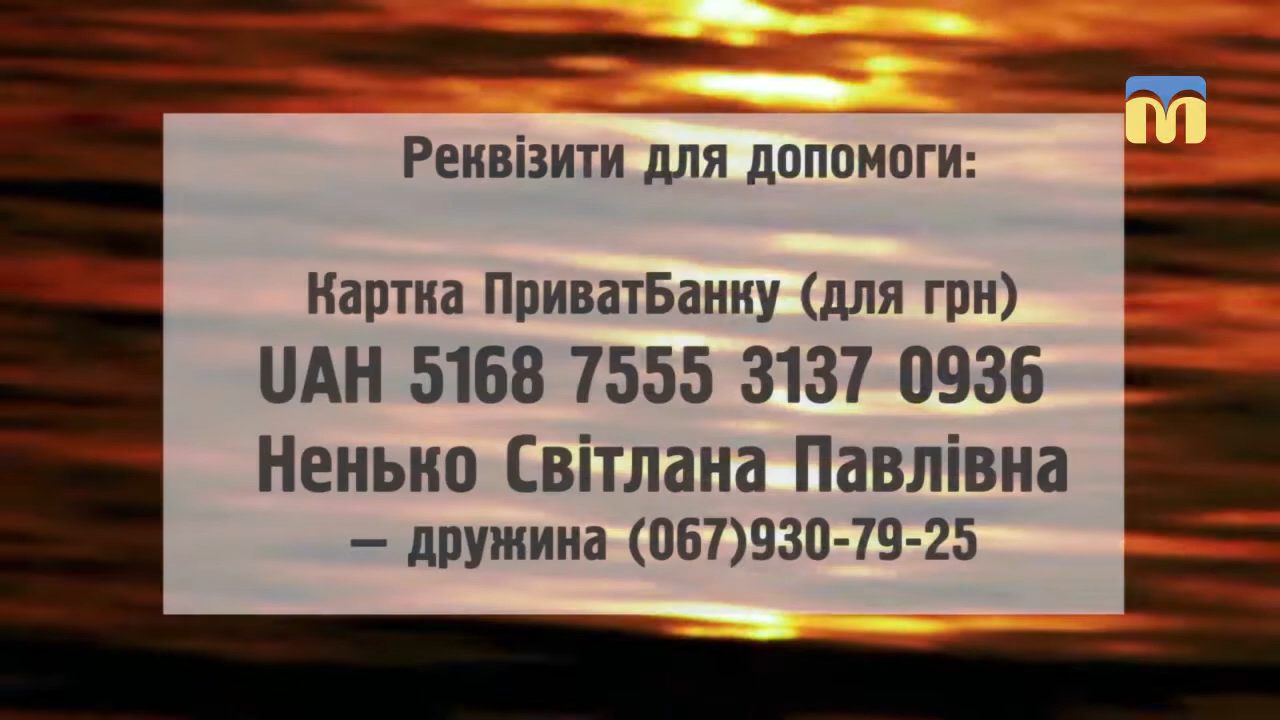 Реквізити для допомоги:
Картка ПриватБанку (для грн)
UAH 5168 7555 3137 0936
Ненько Світлана Павлівна
— дружина (067)930-79-25